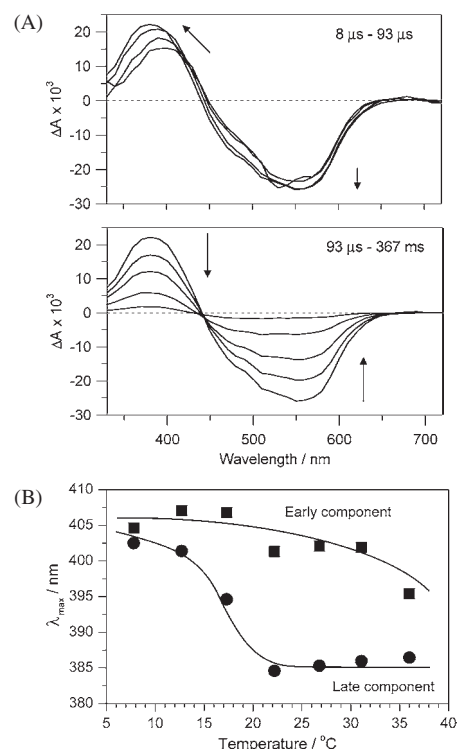 (A)
8 µs - 93 µs
20
10
0
-10
-20
-30
ΔA x 10³
93 µs - 367 ms
20
10
0
-10
-20
-30
ΔA x 10³
400 500 600 700
Wavelength / nm
(B)
410
405
400
395
390
385
380
λmax / nm
Early component
Late component
5 10 15 20 25 30 35 40
Temperature / °C